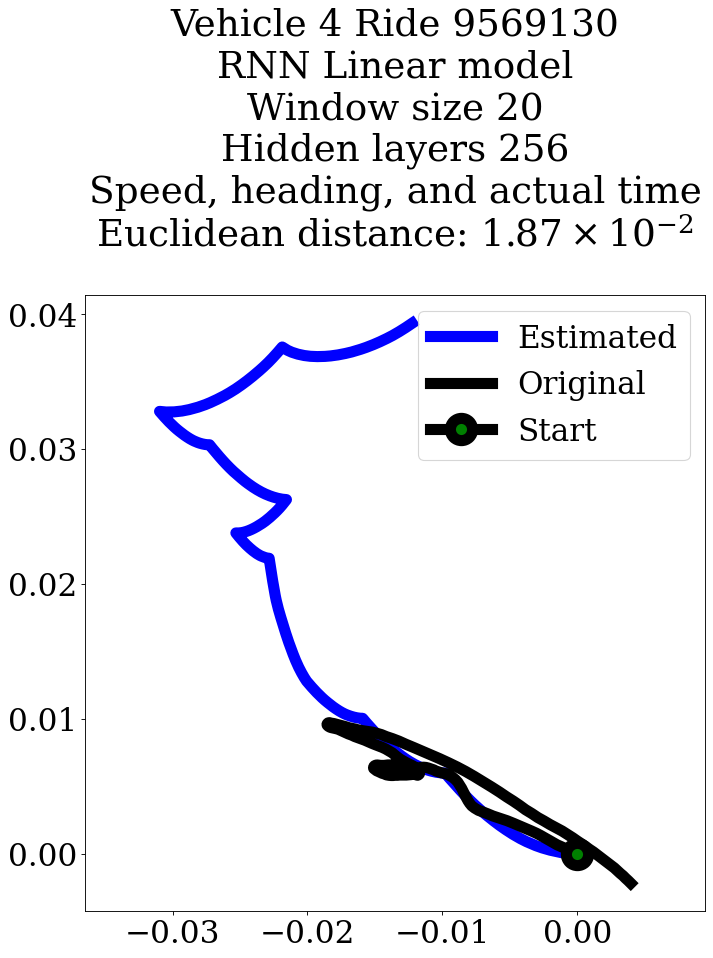 Vehicle 4 Ride 9569130
RNN Linear model
Window size 20
Hidden layers 256
Speed, heading, and actual time
Euclidean distance: 1.87 × 10⁻²
0.04
0.03
0.02
0.01
0.00
Estimated
Original
Start
−0.03 −0.02 −0.01 0.00